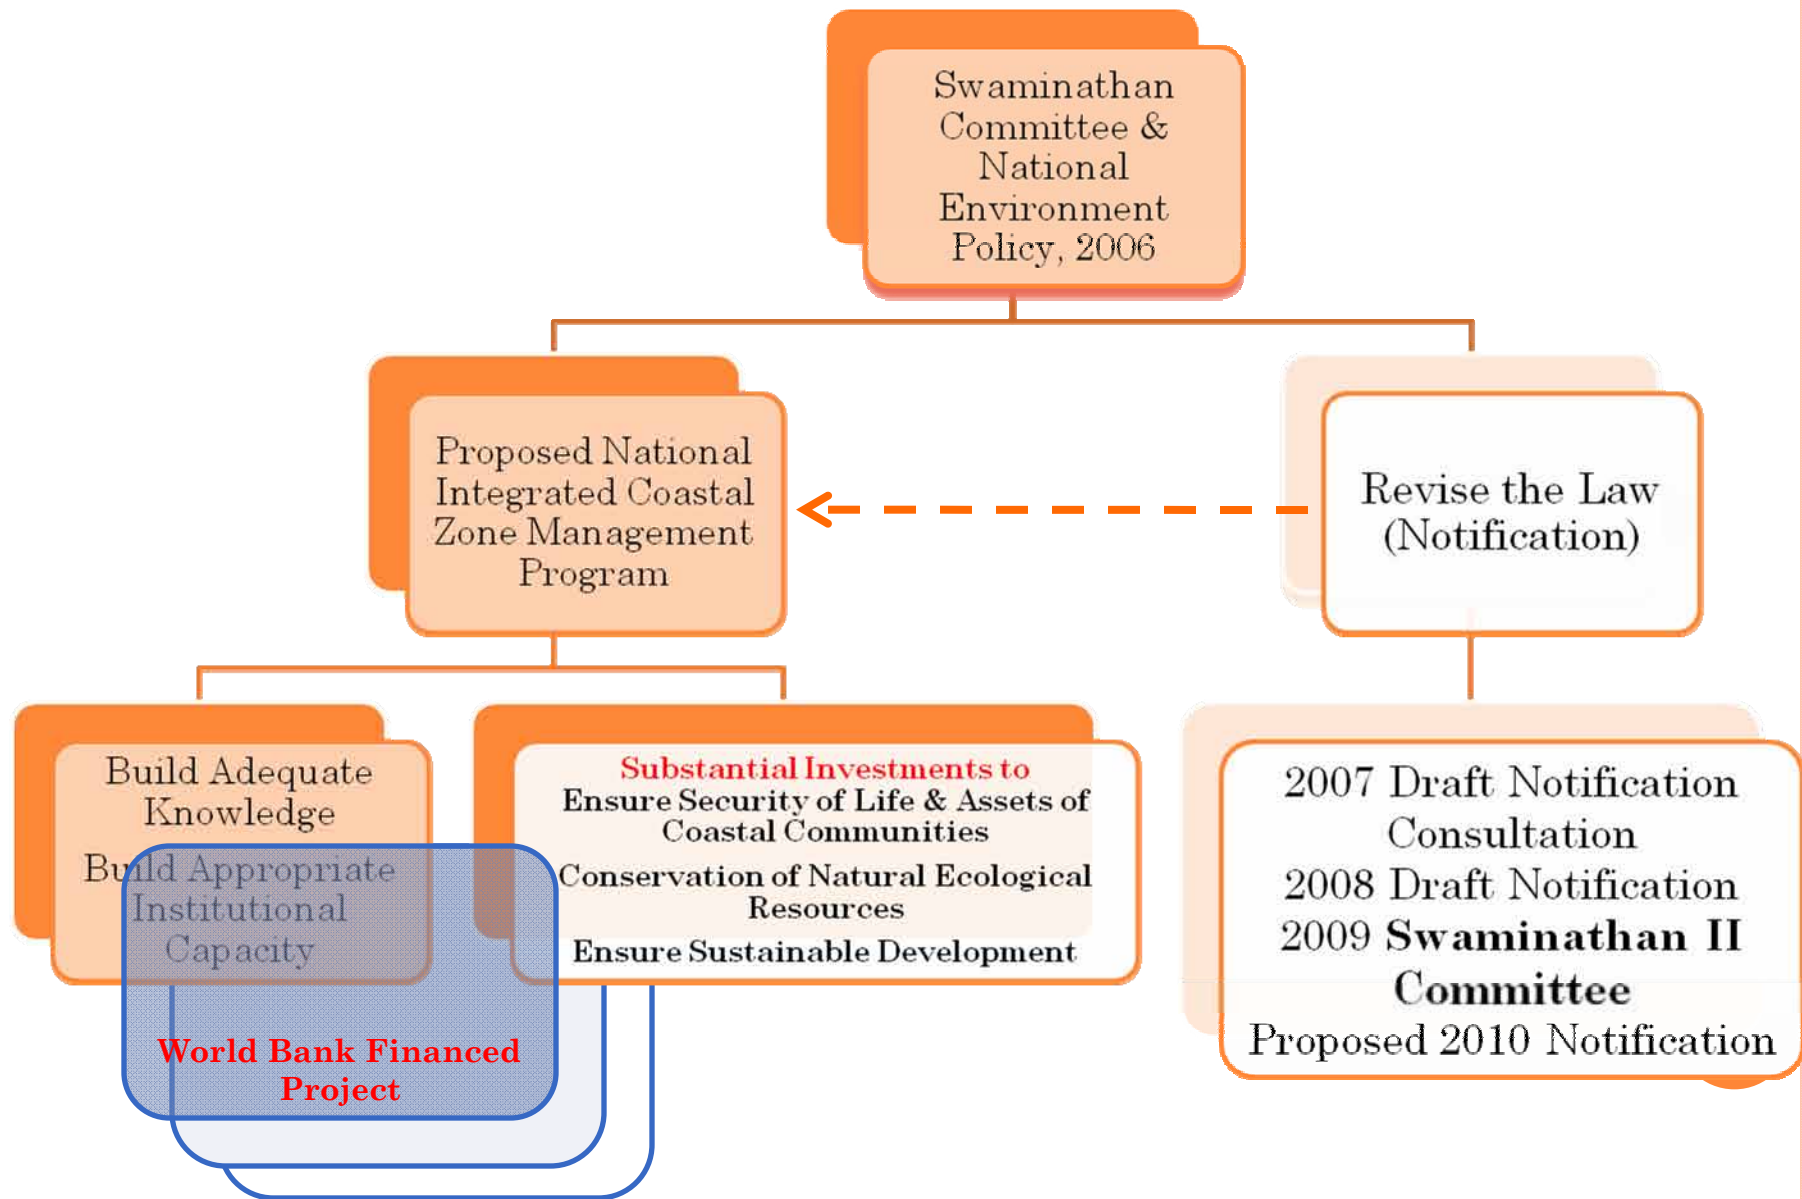 Swaminathan
Committee &
National
Environment
Policy, 2006
Proposed National
Integrated Coastal
Zone Management
Program
Revise the Law
(Notification)
Build Adequate
Knowledge
Build Appropriate
Institutional
Capacity
Substantial Investments to
Ensure Security of Life & Assets of
Coastal Communities
Conservation of Natural Ecological
Resources
Ensure Sustainable Development
2007 Draft Notification
Consultation
2008 Draft Notification
2009 Swaminathan II
Committee
Proposed 2010 Notification
World Bank Financed
Project